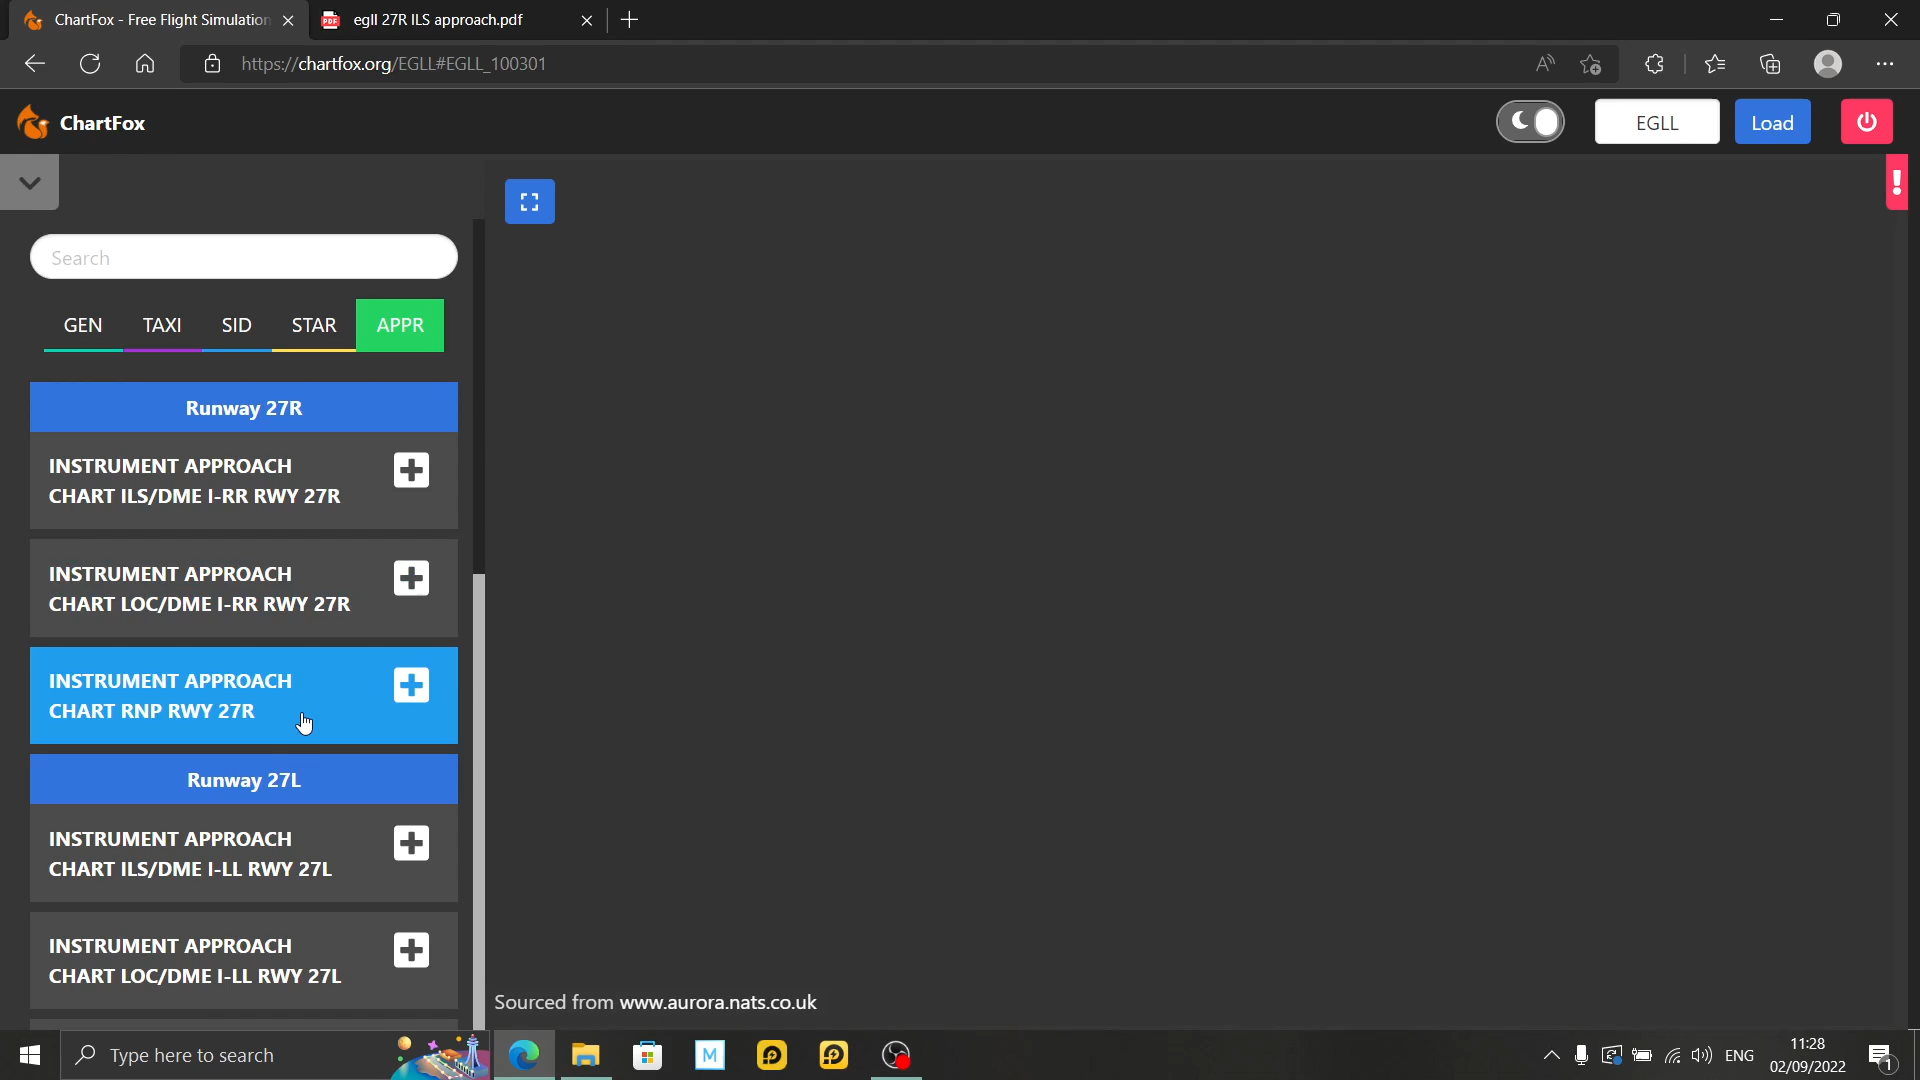 ChartFox - Free Flight Simulation
PDF
egll 27R ILS approach.pdf
https://chartfox.org/EGLL#EGLL_100301
ChartFox
EGLL
Load
Search
GEN
TAXI
SID
STAR
APPR
Runway 27R
INSTRUMENT APPROACH
CHART ILS/DME I-RR RWY 27R
INSTRUMENT APPROACH
CHART LOC/DME I-RR RWY 27R
INSTRUMENT APPROACH
CHART RNP RWY 27R
Runway 27L
INSTRUMENT APPROACH
CHART ILS/DME I-LL RWY 27L
INSTRUMENT APPROACH
CHART LOC/DME I-LL RWY 27L
Sourced from www.aurora.nats.co.uk
Type here to search
M
ENG
11:28
02/09/2022
1